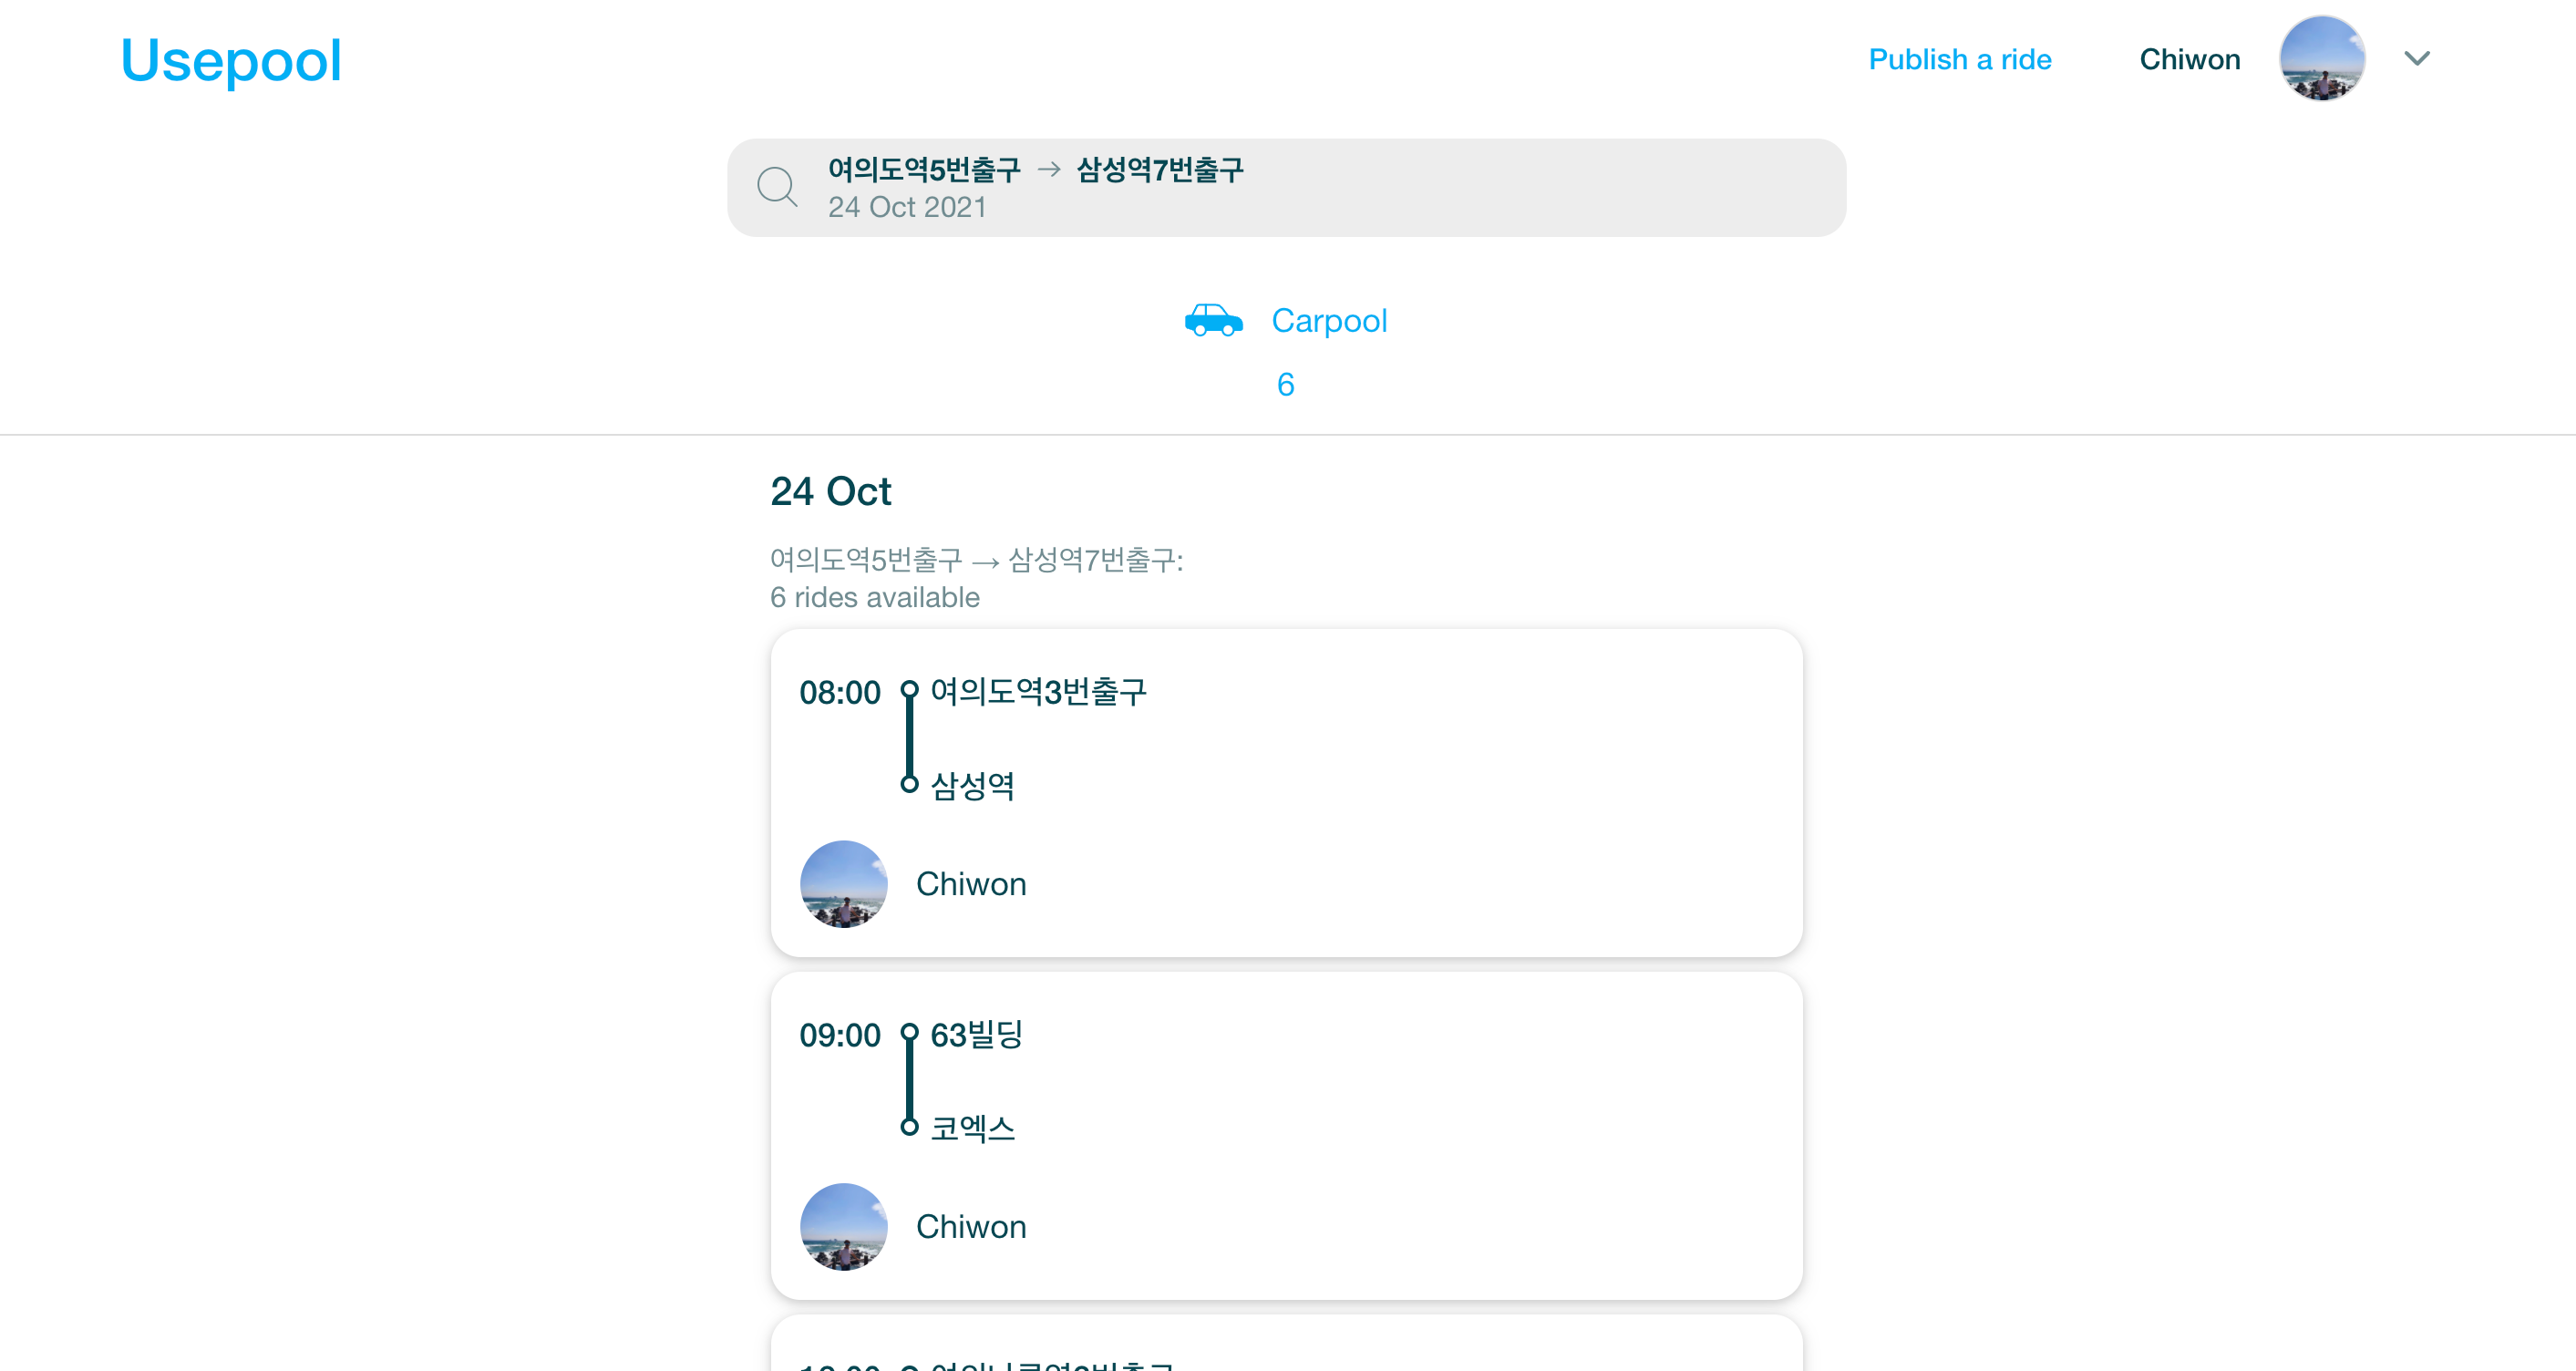 Usepool
Publish a ride
Chiwon
여의도역5번출구 → 삼성역7번출구
24 Oct 2021
Carpool
6
24 Oct
여의도역5번출구 → 삼성역7번출구:
6 rides available
08:00 여의도역3번출구
삼성역
Chiwon
09:00 63빌딩
코엑스
Chiwon